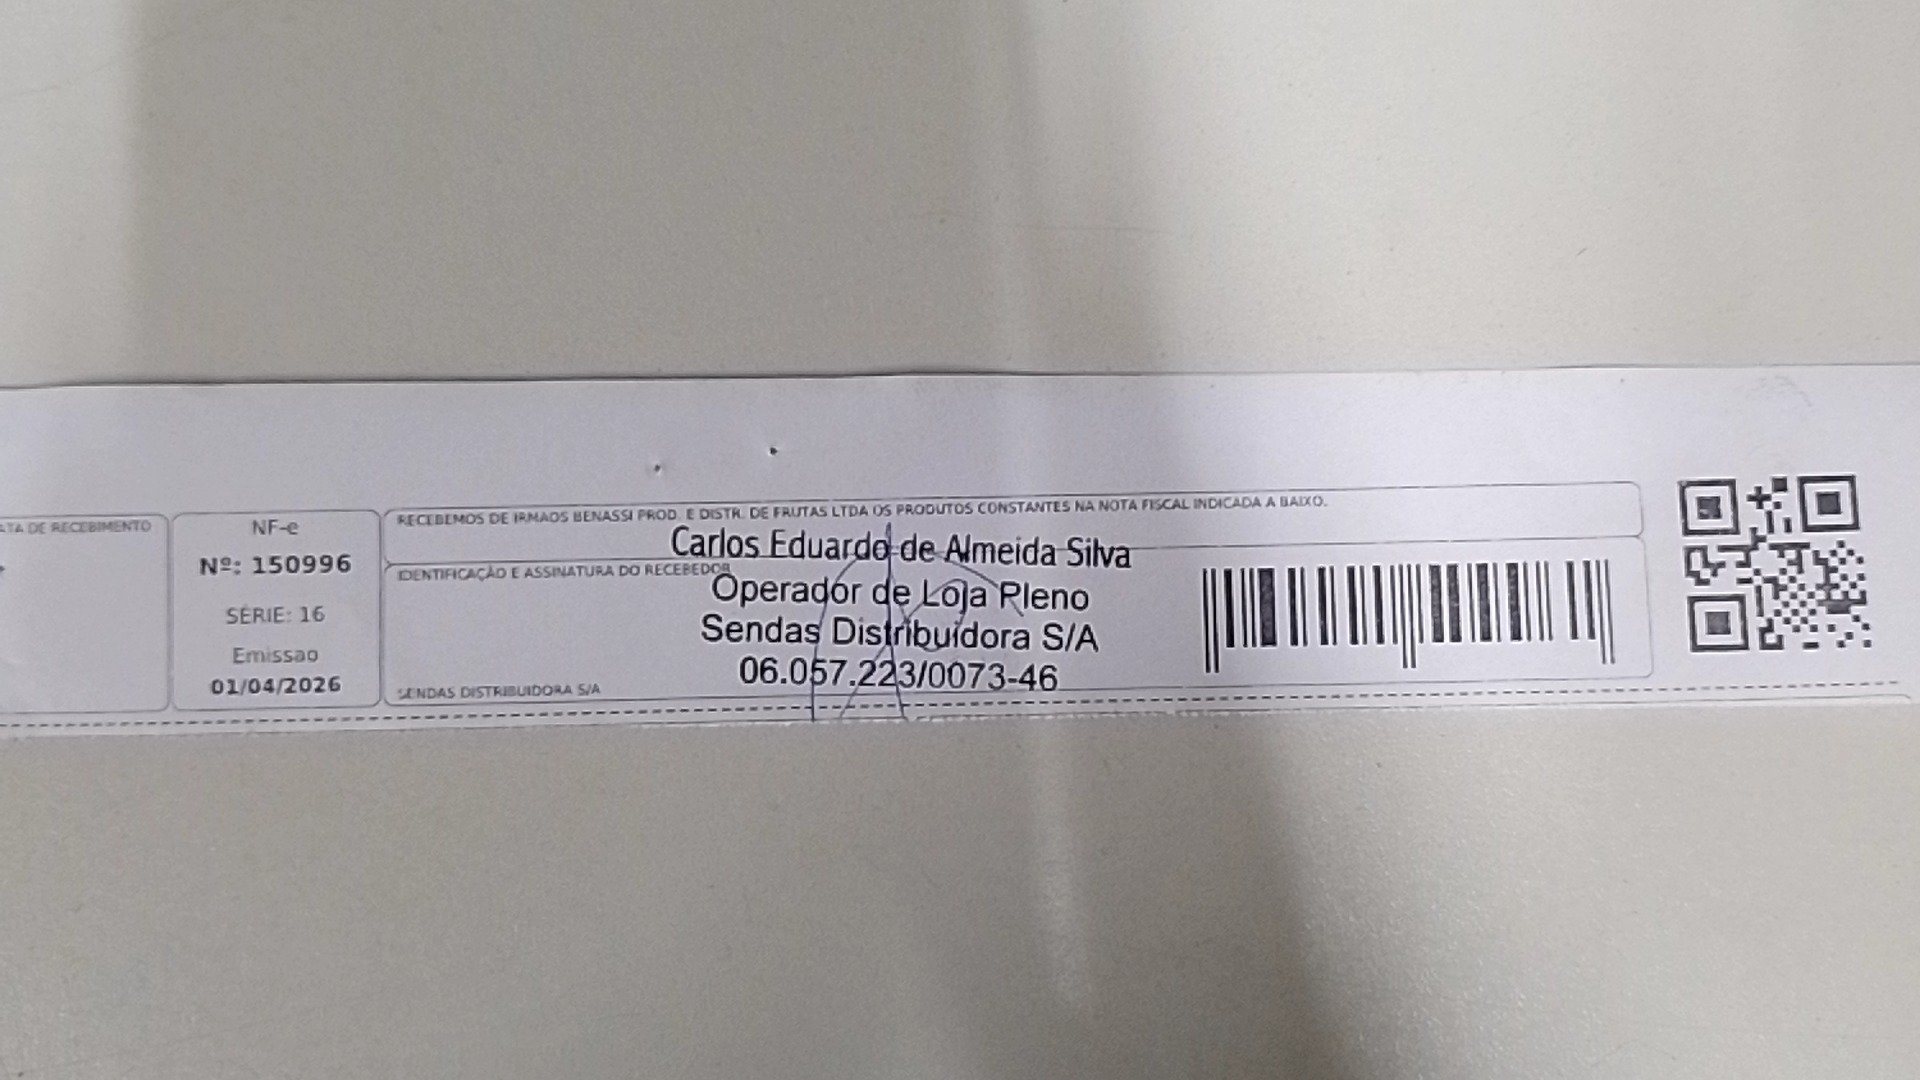 ATA DE RECEBIMENTO
NF-e
Nº: 150996
SÉRIE: 16
Emissao
01/04/2026
RECEBEMOS DE IRMAOS BENASSI PROD. E DISTR. DE FRUTAS LTDA OS PRODUTOS CONSTANTES NA NOTA FISCAL INDICADA A BAIXO.
IDENTIFICAÇÃO E ASSINATURA DO RECEBEDOR
Carlos Eduardo de Almeida Silva
Operador de Loja Pleno
Sendas Distribuidora S/A
06.057.223/0073-46
SENDAS DISTRIBUIDORA S/A